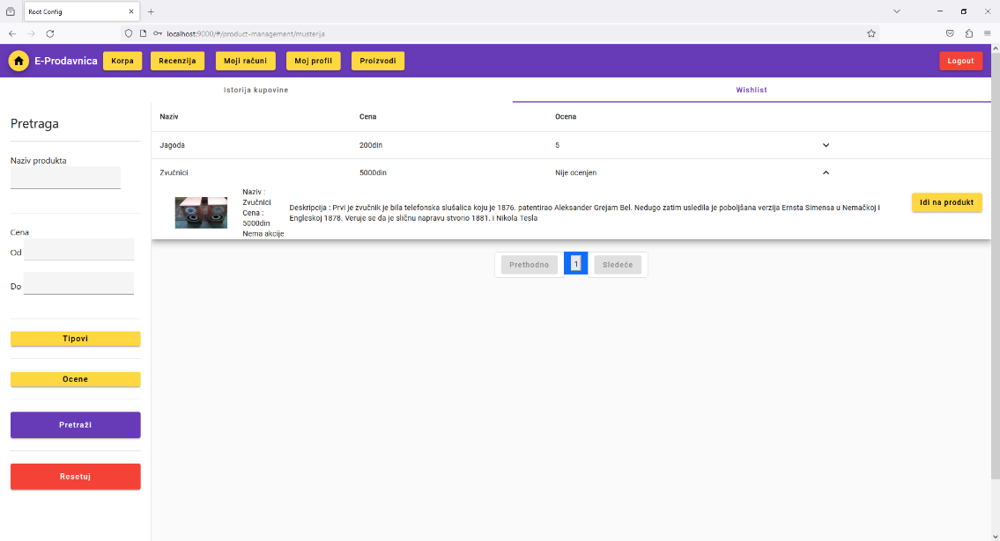 Root Config
localhost:9000/#/product-management/musterija
E-Prodavnica
Korpa
Recenzija
Moji računi
Moj profil
Proizvodi
Logout
Istorija kupovine
Wishlist
Pretraga
Naziv produkta
Cena
Od
Do
Tipovi
Ocene
Pretraži
Resetuj
Naziv
Cena
Ocena
Jagoda
200din
5
Zvučnici
5000din
Nije ocenjen
Naziv :
Zvučnici
Cena :
5000din
Nema akcije
Deskripcija : Prvi je zvučnik je bila telefonska slušalica koju je 1876. patentirao Aleksander Grejam Bel. Nedugo zatim usledila je poboljšana verzija Ernsta Simensa u Nemačkoj i
Engleskoj 1878. Veruje se da je sličnu napravu stvorio 1881. i Nikola Tesla
Idi na produkt
Prethodno
1
Sledeće